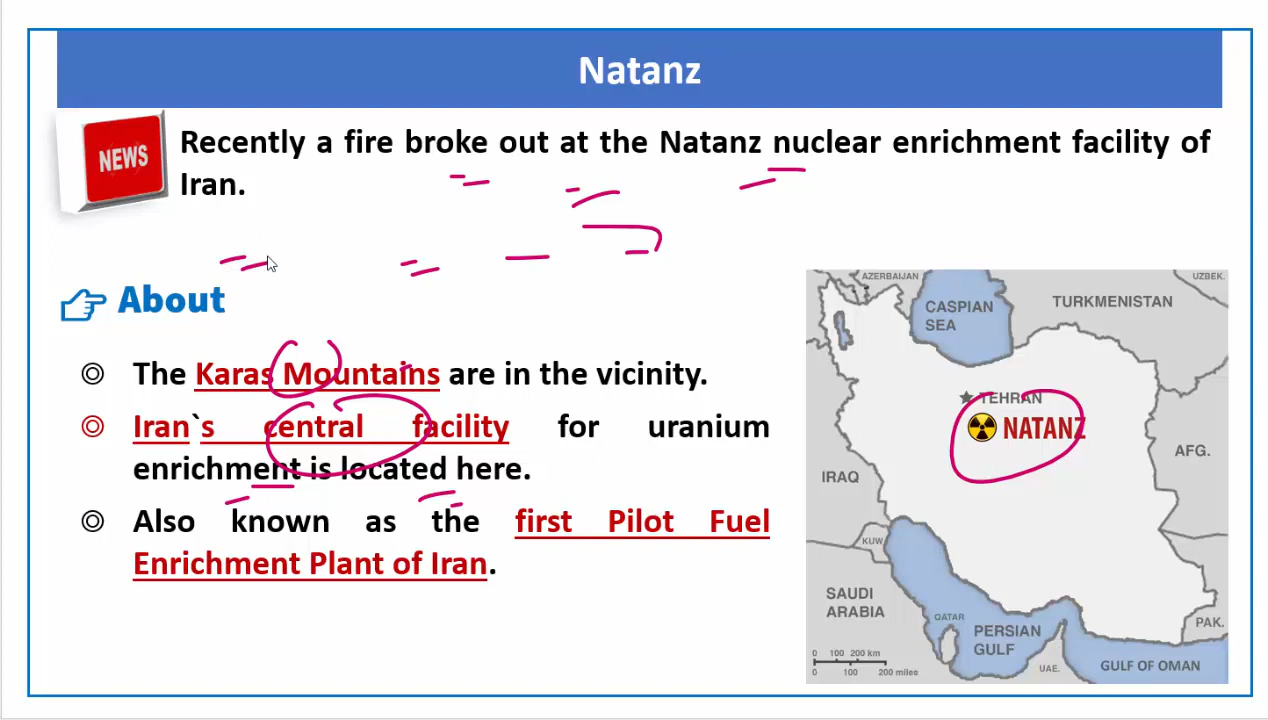 Natanz
NEWS
Recently a fire broke out at the Natanz nuclear enrichment facility of
Iran.
About
The Karas Mountains are in the vicinity.
Iran`s central facility for uranium
enrichment is located here.
Also known as the first Pilot Fuel
Enrichment Plant of Iran.
AZERBAIJAN
UZBEK.
CASPIAN
SEA
TURKMENISTAN
TEHRAN
NATANZ
AFG.
IRAQ
KUW
SAUDI
ARABIA
QATAR
PERSIAN
GULF
PAK.
UAE.
GULF OF OMAN
0 100 200 km
0 100 200 milee